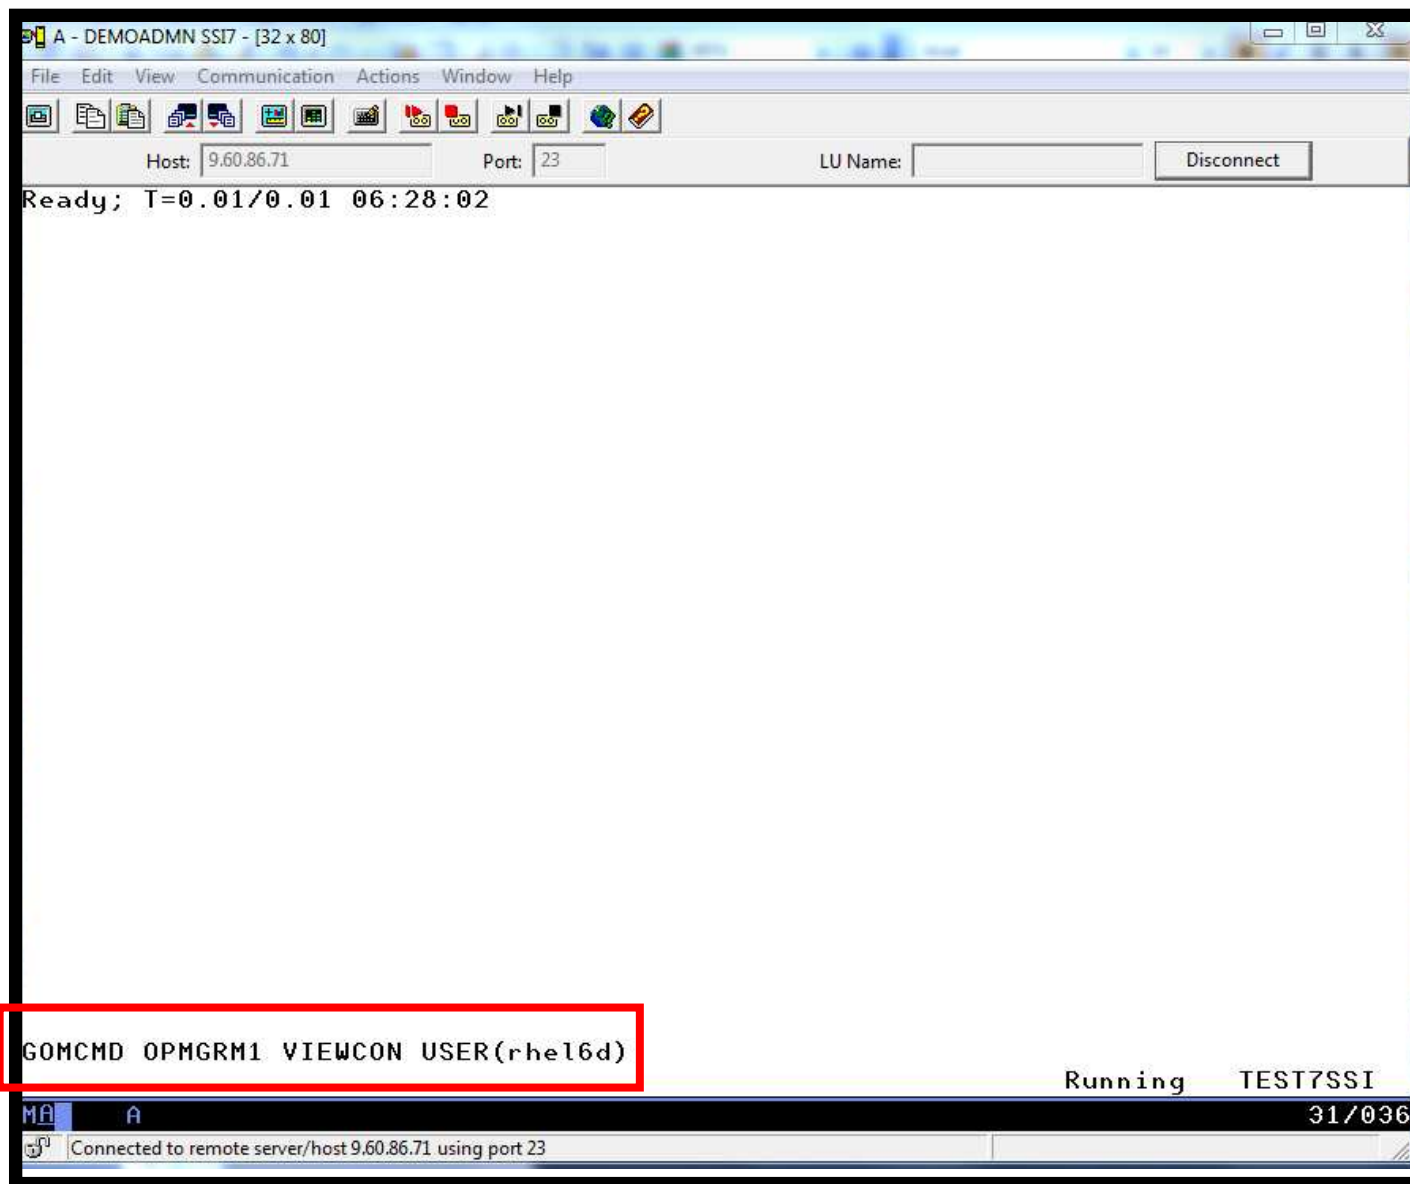 A - DEMOADMN SSI7 - [32 x 80]
File Edit View Communication Actions Window Help
Host: 9.60.86.71 Port: 23 LU Name: Disconnect
Ready; T=0.01/0.01 06:28:02
GOMCMD OPMGRM1 VIEWCON USER(rhel6d)
Running TEST7SSI
MA A 31/036
Connected to remote server/host 9.60.86.71 using port 23